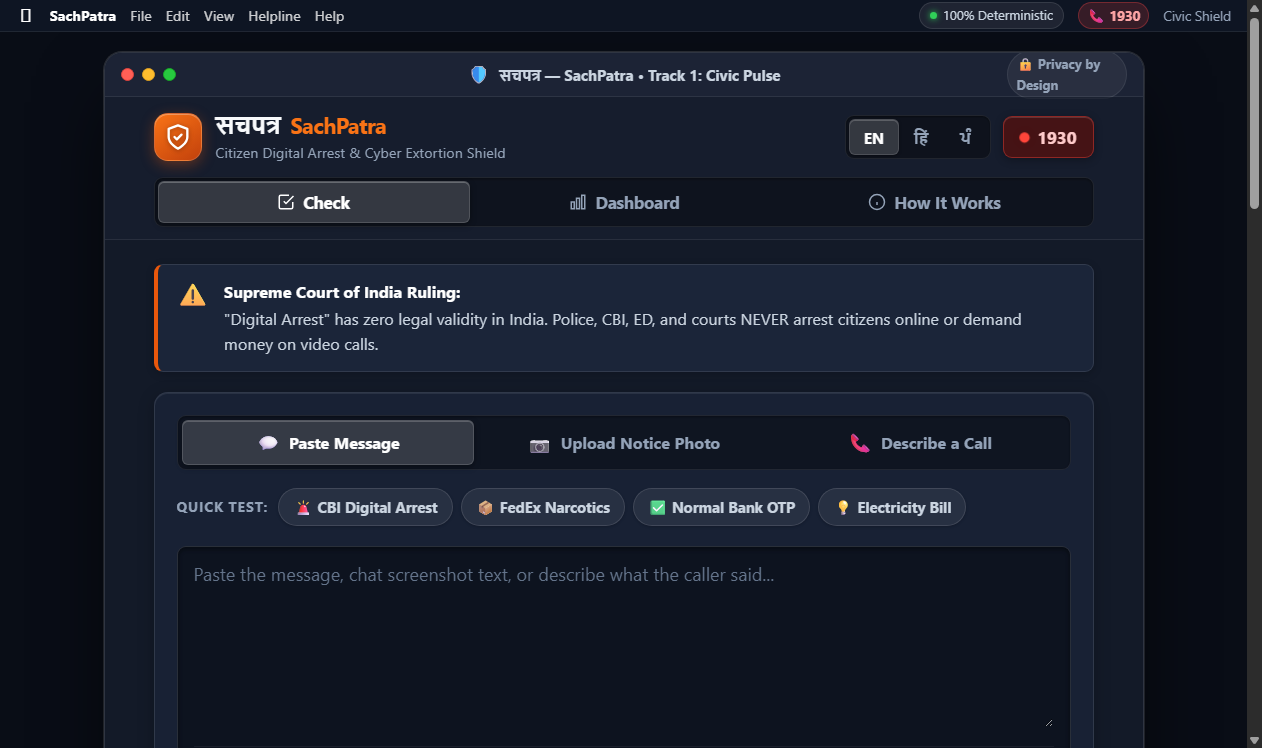 SachPatra File Edit View Helpline Help 100% Deterministic 1930 Civic Shield
सचपत्र — SachPatra • Track 1: Civic Pulse
Privacy by
Design
सचपत्र SachPatra
Citizen Digital Arrest & Cyber Extortion Shield
EN हिं ਪੰ 1930
Check Dashboard How It Works
Supreme Court of India Ruling:
"Digital Arrest" has zero legal validity in India. Police, CBI, ED, and courts NEVER arrest citizens online or demand
money on video calls.
Paste Message Upload Notice Photo Describe a Call
QUICK TEST: CBI Digital Arrest FedEx Narcotics Normal Bank OTP Electricity Bill
Paste the message, chat screenshot text, or describe what the caller said...